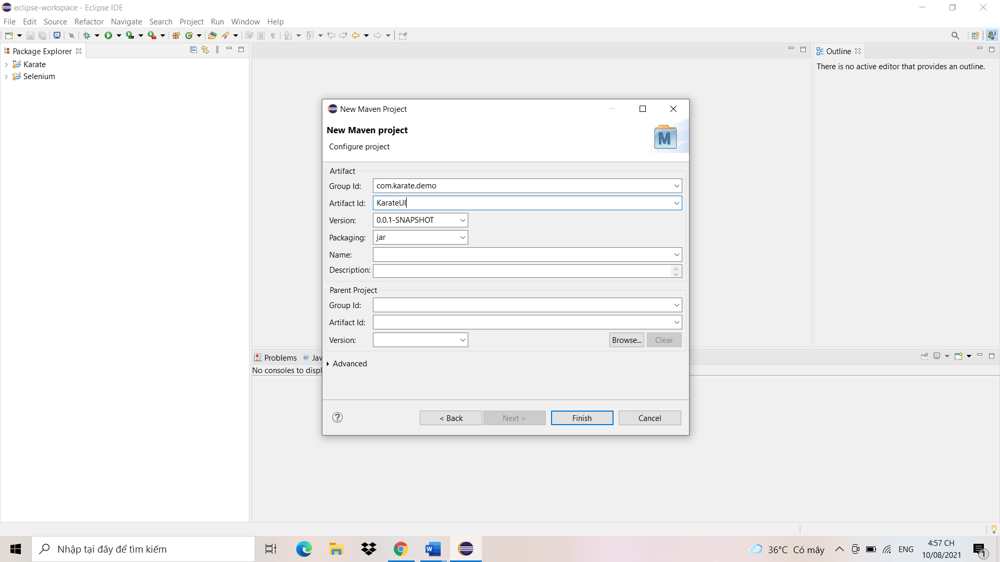 eclipse-workspace - Eclipse IDE
File Edit Source Refactor Navigate Search Project Run Window Help
Package Explorer
Karate
Selenium
Outline
There is no active editor that provides an outline.
New Maven Project
New Maven project
Configure project
M
Artifact
Group Id: com.karate.demo
Artifact Id: KarateUI
Version: 0.0.1-SNAPSHOT
Packaging: jar
Name:
Description:
Parent Project
Group Id:
Artifact Id:
Version:
Browse... Clear
Advanced
< Back Next > Finish Cancel
Problems @ Jav
No consoles to displ
Nhập tại đây để tìm kiếm
36°C Có mây
ENG
4:57 CH
10/08/2021
1